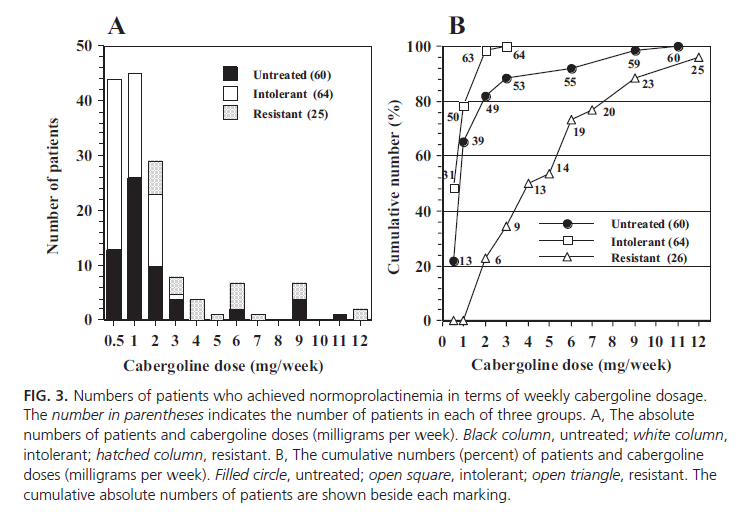 A
50
40
30
20
10
0
Number of patients
Untreated (60)
Intolerant (64)
Resistant (25)
0.5 1 2 3 4 5 6 7 8 9 10 11 12
Cabergoline dose (mg/week)
B
100
80
60
40
20
0
Cumulative number (%)
63
64
50
31
13
39
49
53
55
59
60
6
9
13
14
19
20
23
25
Untreated (60)
Intolerant (64)
Resistant (26)
0 1 2 3 4 5 6 7 8 9 10 11 12
Cabergoline dose (mg/week)
FIG. 3. Numbers of patients who achieved normoprolactinemia in terms of weekly cabergoline dosage.
The number in parentheses indicates the number of patients in each of three groups. A, The absolute
numbers of patients and cabergoline doses (milligrams per week). Black column, untreated; white column,
intolerant; hatched column, resistant. B, The cumulative numbers (percent) of patients and cabergoline
doses (milligrams per week). Filled circle, untreated; open square, intolerant; open triangle, resistant. The
cumulative absolute numbers of patients are shown beside each marking.